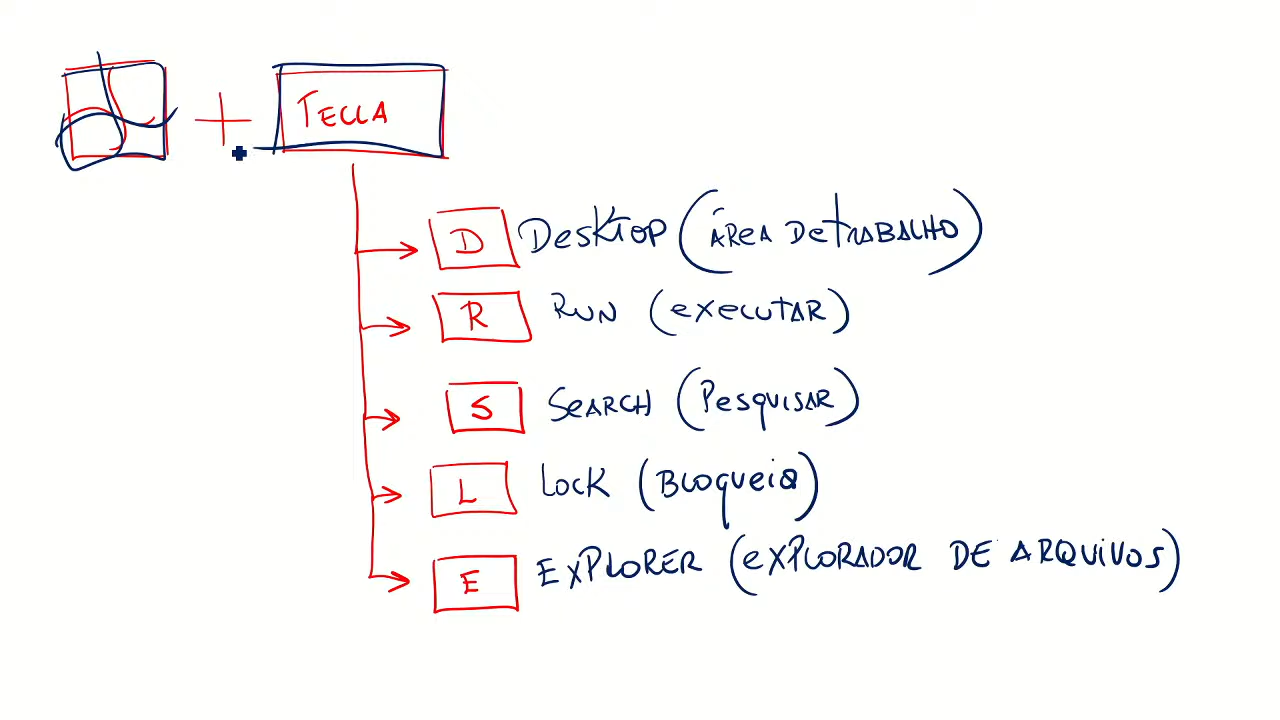 + TECLA
D DesKTOP (ÁREA De TRABALHO)
R RUN (executAR)
S SeARCH (PesquisAR)
L LocK (BLoqueio)
E EXPLORER (eXPLORADOR DE ARQUIVOS)